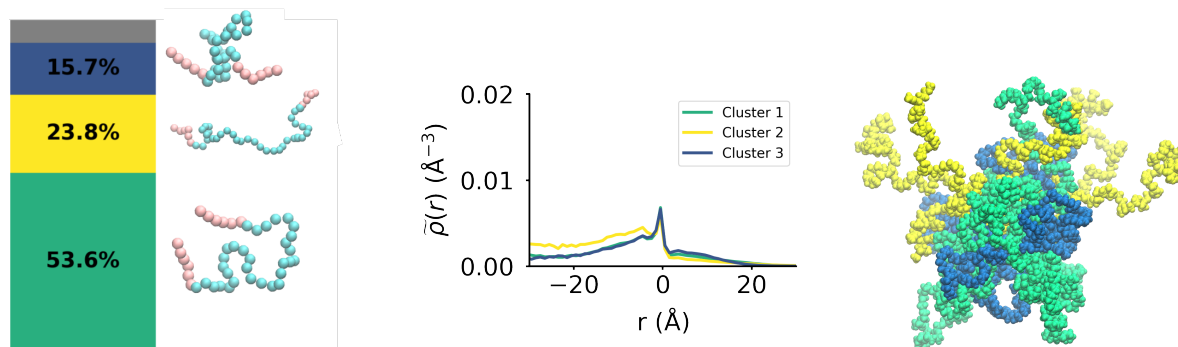 15.7%
23.8%
53.6%
0.02
0.01
0.00
ρ̃(r) (Å⁻³)
Cluster 1
Cluster 2
Cluster 3
−20
0
20
r (Å)